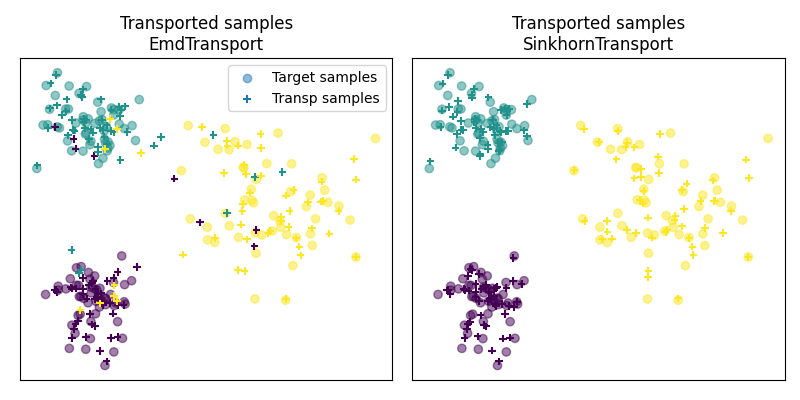 Transported samples
EmdTransport
Target samples
Transp samples
Transported samples
SinkhornTransport